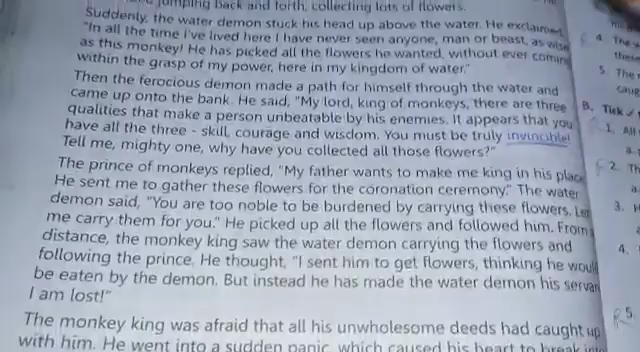 jumping back and forth, collecting lots of flowers.
Suddenly, the water demon stuck his head up above the water. He exclaimed,
"In all the time I've lived here I have never seen anyone, man or beast, as wise
as this monkey! He has picked all the flowers he wanted, without ever coming
within the grasp of my power, here in my kingdom of water."
Then the ferocious demon made a path for himself through the water and
came up onto the bank. He said, "My lord, king of monkeys, there are three
qualities that make a person unbeatable by his enemies. It appears that you
have all the three - skill, courage and wisdom. You must be truly invincible!
Tell me, mighty one, why have you collected all those flowers?"
The prince of monkeys replied, "My father wants to make me king in his place.
He sent me to gather these flowers for the coronation ceremony." The water
demon said, "You are too noble to be burdened by carrying these flowers. Let
me carry them for you." He picked up all the flowers and followed him. From a
distance, the monkey king saw the water demon carrying the flowers and
following the prince. He thought, "I sent him to get flowers, thinking he would
be eaten by the demon. But instead he has made the water demon his servan
I am lost!"
The monkey king was afraid that all his unwholesome deeds had caught up
with him. He went into a sudden panic, which caused his heart to break into
4. The
5. The
caug
B. Tick ✓
1. All
a.
2. Th
a.
3. H
a
4.
5.